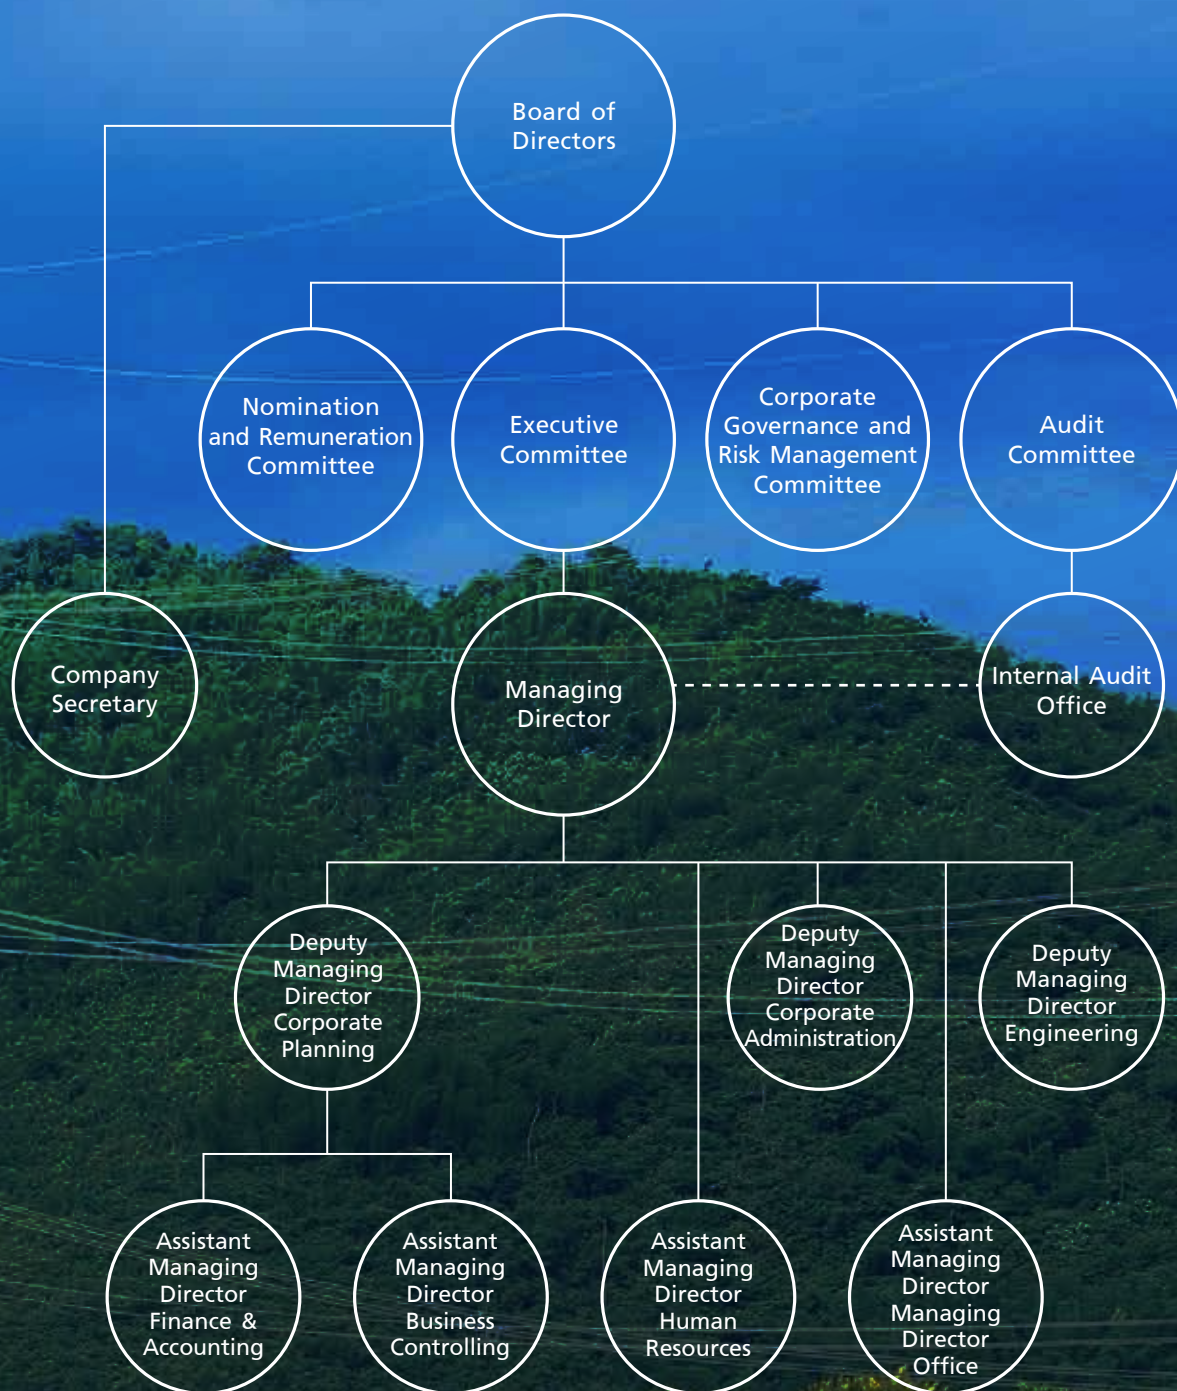 Board of
Directors
Nomination
and Remuneration
Committee
Executive
Committee
Corporate
Governance and
Risk Management
Committee
Audit
Committee
Company
Secretary
Managing
Director
Internal Audit
Office
Deputy
Managing
Director
Corporate
Planning
Deputy
Managing
Director
Corporate
Administration
Deputy
Managing
Director
Engineering
Assistant
Managing
Director
Finance &
Accounting
Assistant
Managing
Director
Business
Controlling
Assistant
Managing
Director
Human
Resources
Assistant
Managing
Director
Managing
Director
Office